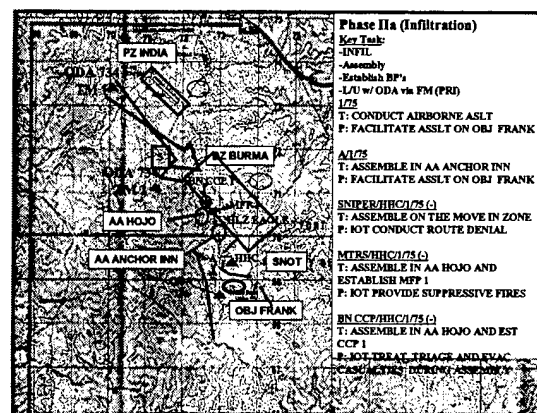 Phase IIa (Infiltration)
Key Task:
-INFIL
-Assembly
-Establish BP's
-L/U w/ ODA via FM (PRI)
1/75
T: CONDUCT AIRBORNE ASLT
P: FACILITATE ASSLT ON OBJ FRANK
A/1/75
T: ASSEMBLE IN AA ANCHOR INN
P: FACILITATE ASSLT ON OBJ FRANK
SNIPER/HHC/1/75 (-)
T: ASSEMBLE ON THE MOVE IN ZONE
P: IOT CONDUCT ROUTE DENIAL
MTRS/HHC/1/75 (-)
T: ASSEMBLE IN AA HOJO AND
ESTABLISH MFP 1
P: IOT PROVIDE SUPPRESSIVE FIRES
BN CCP/HHC/1/75 (-)
T: ASSEMBLE IN AA HOJO AND EST
CCP 1
P: IOT TREAT, TRIAGE AND EVAC
CASUALTIES DURING ASSEMBLY
PZ INDIA
ODA 734
BURMA
AA HOJO
HLZ EAGLE
AA ANCHOR INN
SNOT
OBJ FRANK